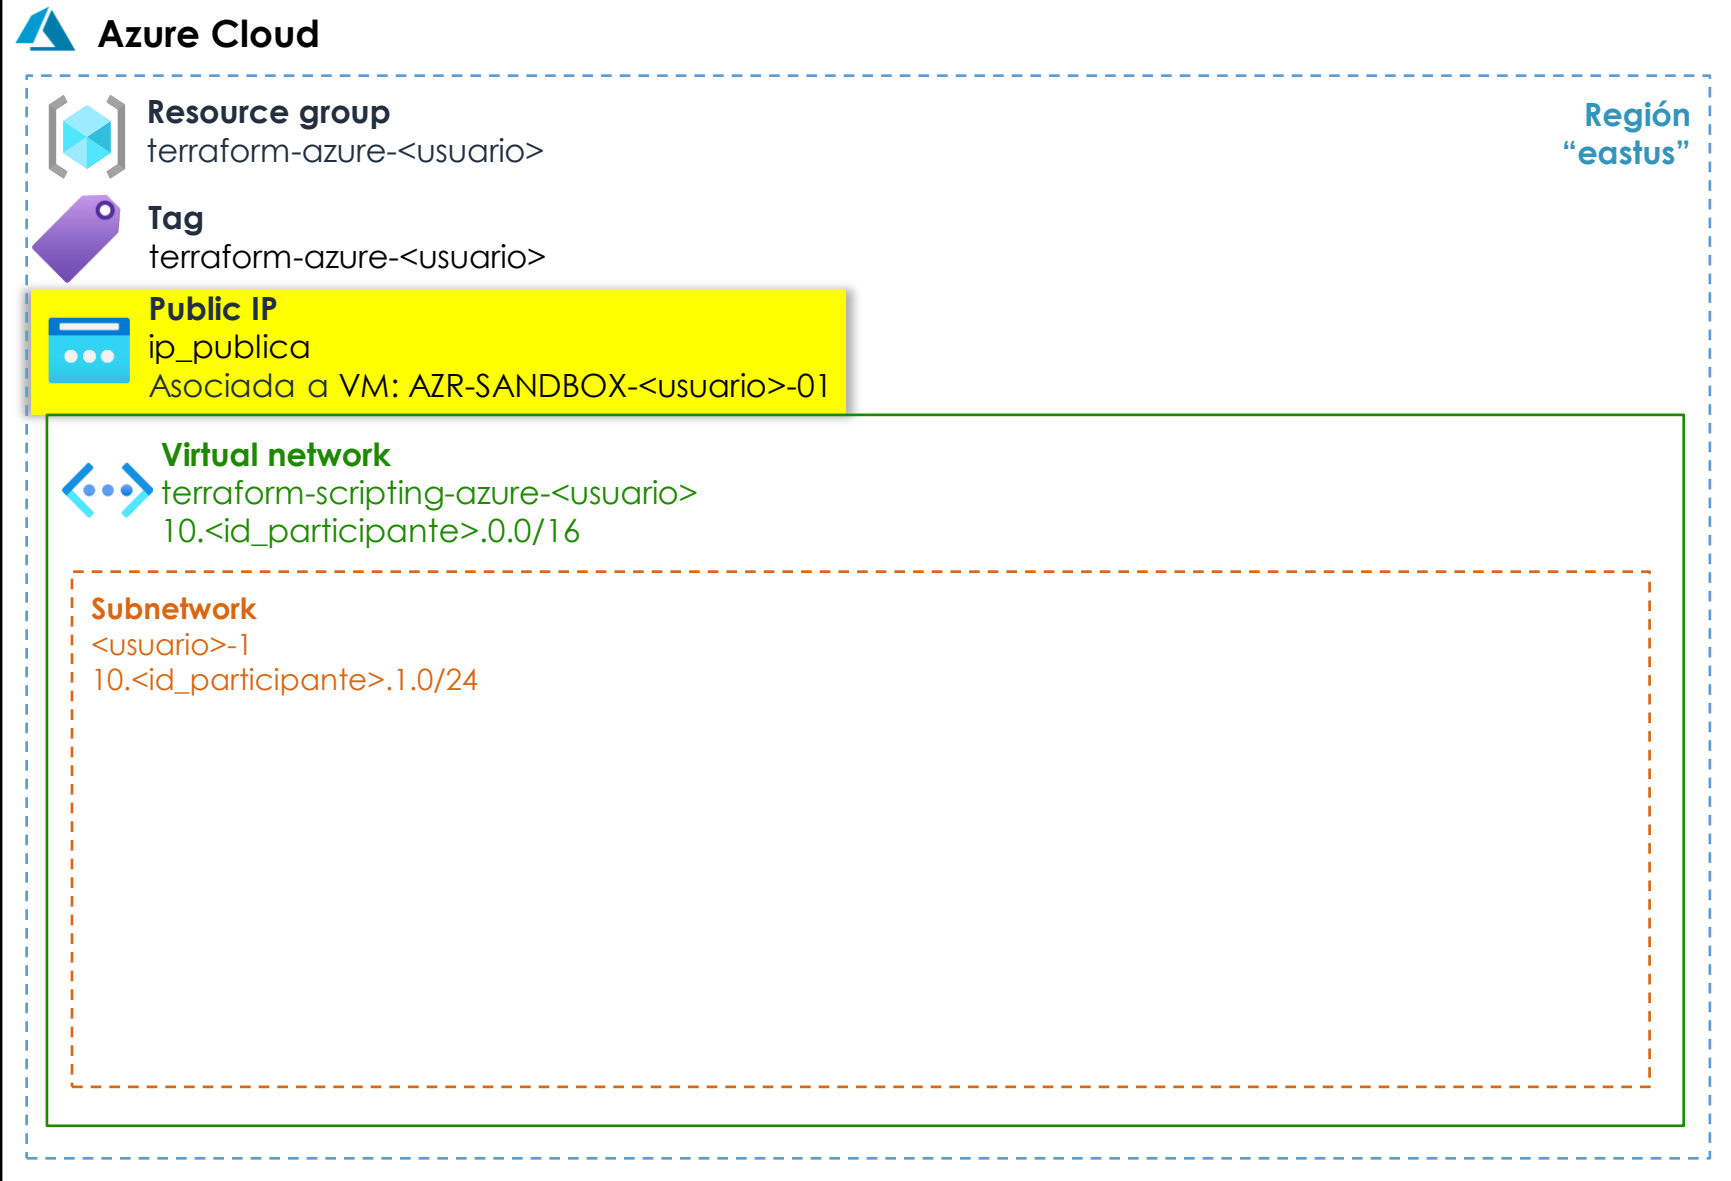 Azure Cloud
Resource group
terraform-azure-<usuario>
Región
“eastus”
Tag
terraform-azure-<usuario>
Public IP
ip_publica
Asociada a VM: AZR-SANDBOX-<usuario>-01
Virtual network
terraform-scripting-azure-<usuario>
10.<id_participante>.0.0/16
Subnetwork
<usuario>-1
10.<id_participante>.1.0/24